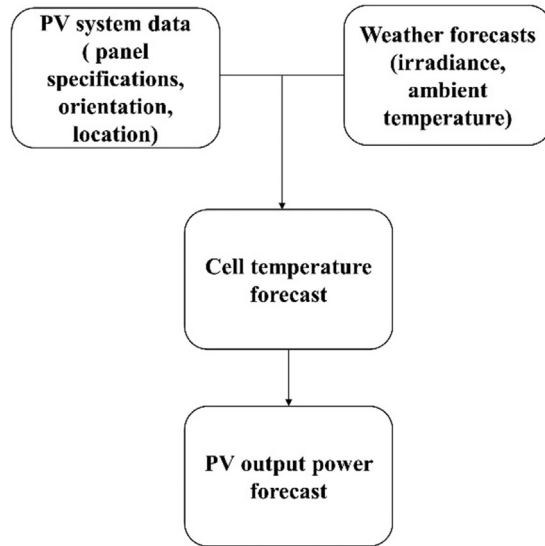 PV system data
( panel
specifications,
orientation,
location)
Weather forecasts
(irradiance,
ambient
temperature)
Cell temperature
forecast
PV output power
forecast